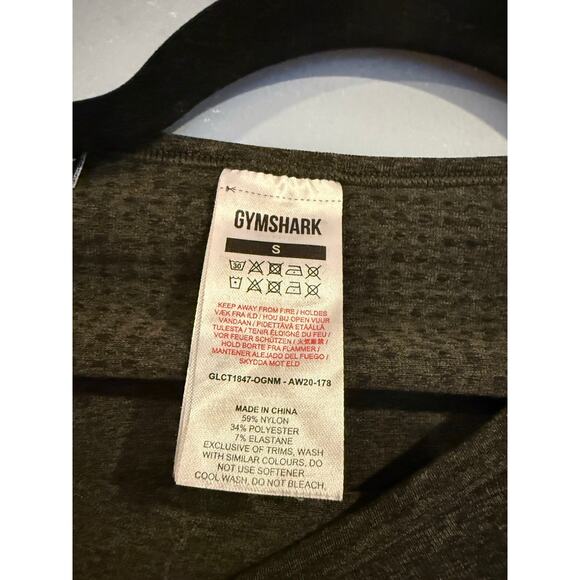 GYMSHARK
S
30
KEEP AWAY FROM FIRE / HOLDES
VÆK FRA ILD / HOU BIJ OPEN VUUR
VANDAAN / PIDETTÄVÄ ETÄÄLLÄ
TULESTA / TENIR ÉLOIGNÉ DU FEU /
VOR FEUER SCHÜTZEN / 火気厳禁 /
HOLD BORTE FRA FLAMMER /
MANTENER ALEJADO DEL FUEGO /
SKYDDA MOT ELD
GLCT1847-OGNM - AW20-178
MADE IN CHINA
59% NYLON
34% POLYESTER
7% ELASTANE
EXCLUSIVE OF TRIMS, WASH
WITH SIMILAR COLOURS, DO
NOT USE SOFTENER
COOL WASH, DO NOT BLEACH,